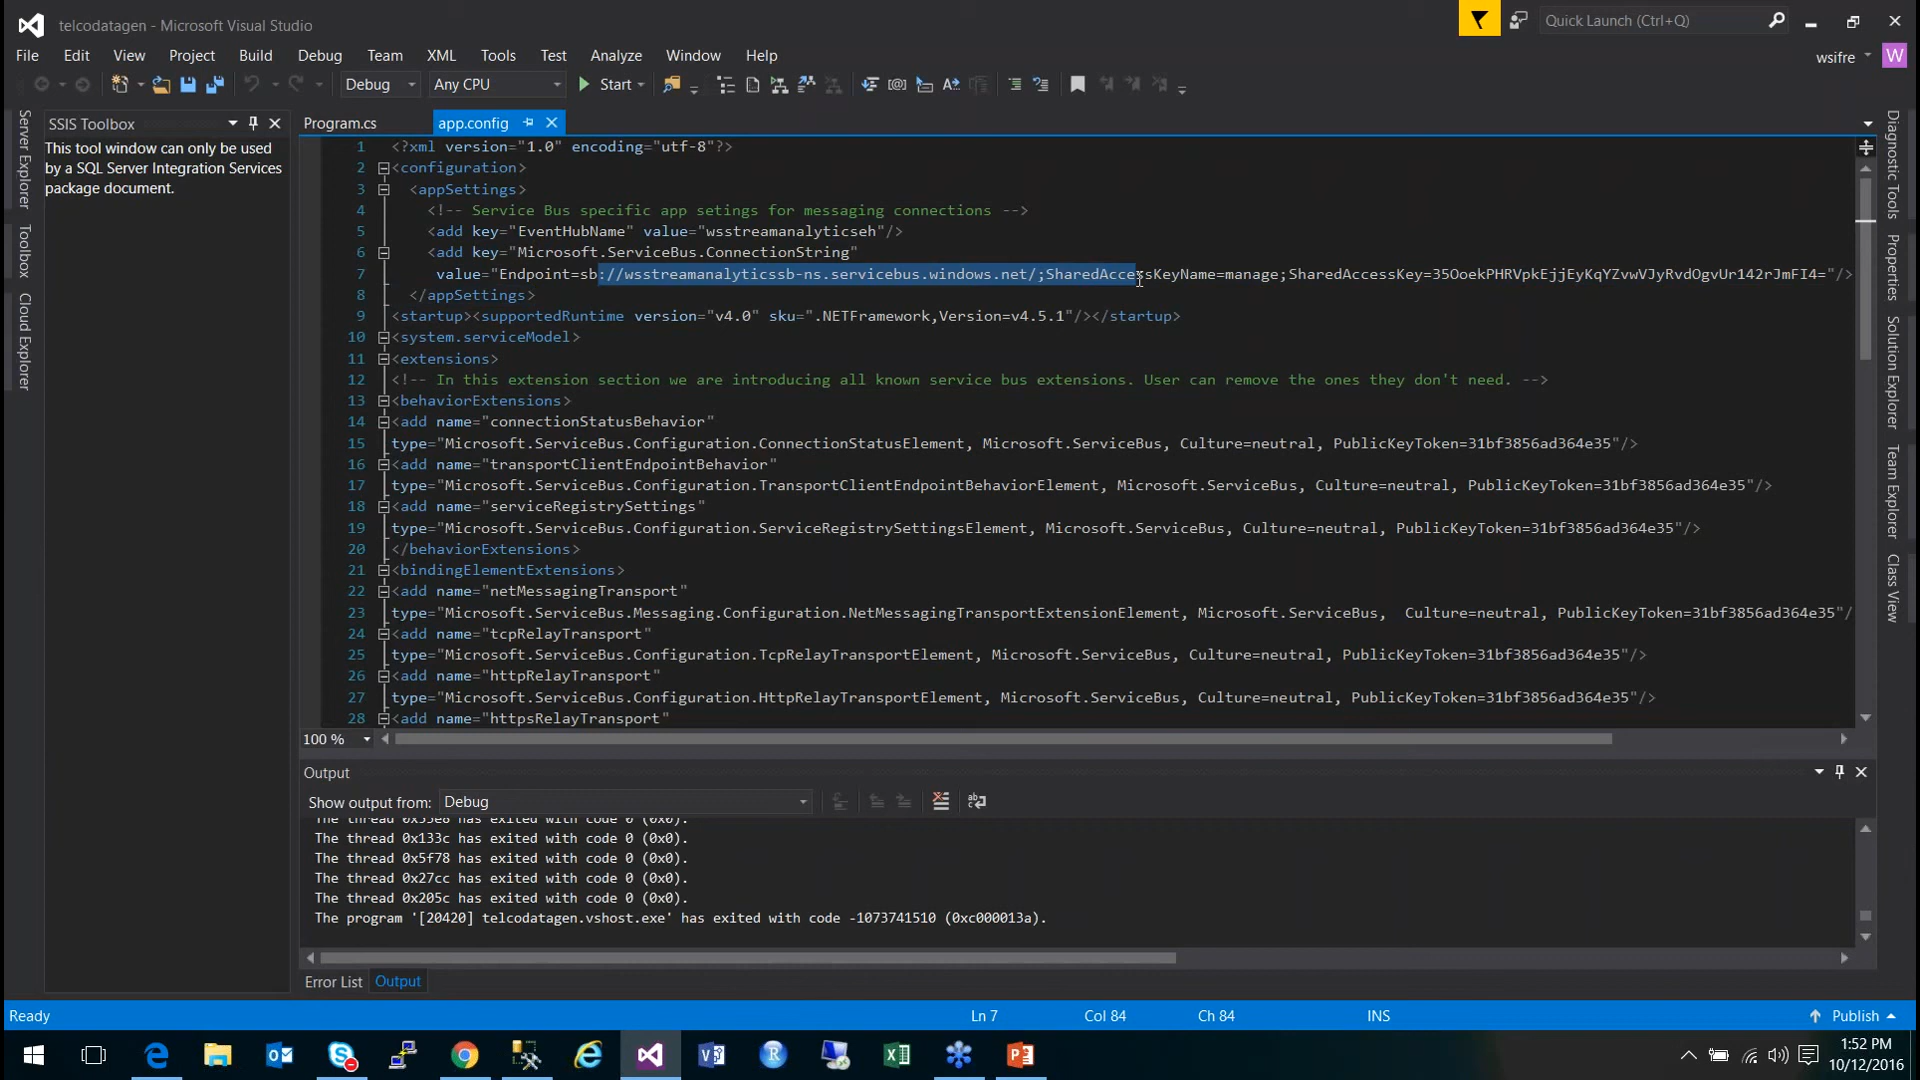 telcodatagen - Microsoft Visual Studio
Quick Launch (Ctrl+Q)
File Edit View Project Build Debug Team XML Tools Test Analyze Window Help
wsifre W
Debug Any CPU Start
Server Explorer
Toolbox
Cloud Explorer
SSIS Toolbox
This tool window can only be used
by a SQL Server Integration Services
package document.
Program.cs app.config
1 <?xml version="1.0" encoding="utf-8"?>
2 <configuration>
3 <appSettings>
4 <!-- Service Bus specific app setings for messaging connections -->
5 <add key="EventHubName" value="wsstreamanalyticseh"/>
6 <add key="Microsoft.ServiceBus.ConnectionString"
7 value="Endpoint=sb://wsstreamanalyticssb-ns.servicebus.windows.net/;SharedAccessKeyName=manage;SharedAccessKey=35OoekPHRVpkEjjEyKqYZvwVJyRvdOgvUr142rJmFI4="/>
8 </appSettings>
9 <startup><supportedRuntime version="v4.0" sku=".NETFramework,Version=v4.5.1"/></startup>
10 <system.serviceModel>
11 <extensions>
12 <!-- In this extension section we are introducing all known service bus extensions. User can remove the ones they don't need. -->
13 <behaviorExtensions>
14 <add name="connectionStatusBehavior"
15 type="Microsoft.ServiceBus.Configuration.ConnectionStatusElement, Microsoft.ServiceBus, Culture=neutral, PublicKeyToken=31bf3856ad364e35"/>
16 <add name="transportClientEndpointBehavior"
17 type="Microsoft.ServiceBus.Configuration.TransportClientEndpointBehaviorElement, Microsoft.ServiceBus, Culture=neutral, PublicKeyToken=31bf3856ad364e35"/>
18 <add name="serviceRegistrySettings"
19 type="Microsoft.ServiceBus.Configuration.ServiceRegistrySettingsElement, Microsoft.ServiceBus, Culture=neutral, PublicKeyToken=31bf3856ad364e35"/>
20 </behaviorExtensions>
21 <bindingElementExtensions>
22 <add name="netMessagingTransport"
23 type="Microsoft.ServiceBus.Messaging.Configuration.NetMessagingTransportExtensionElement, Microsoft.ServiceBus, Culture=neutral, PublicKeyToken=31bf3856ad364e35"/
24 <add name="tcpRelayTransport"
25 type="Microsoft.ServiceBus.Configuration.TcpRelayTransportElement, Microsoft.ServiceBus, Culture=neutral, PublicKeyToken=31bf3856ad364e35"/>
26 <add name="httpRelayTransport"
27 type="Microsoft.ServiceBus.Configuration.HttpRelayTransportElement, Microsoft.ServiceBus, Culture=neutral, PublicKeyToken=31bf3856ad364e35"/>
28 <add name="httpsRelayTransport"
100 %
Diagnostic Tools
Properties
Solution Explorer
Team Explorer
Class View
Output
Show output from: Debug
The thread 0x55e8 has exited with code 0 (0x0).
The thread 0x133c has exited with code 0 (0x0).
The thread 0x5f78 has exited with code 0 (0x0).
The thread 0x27cc has exited with code 0 (0x0).
The thread 0x205c has exited with code 0 (0x0).
The program '[20420] telcodatagen.vshost.exe' has exited with code -1073741510 (0xc000013a).
Error List Output
Ready Ln 7 Col 84 Ch 84 INS Publish
1:52 PM
10/12/2016